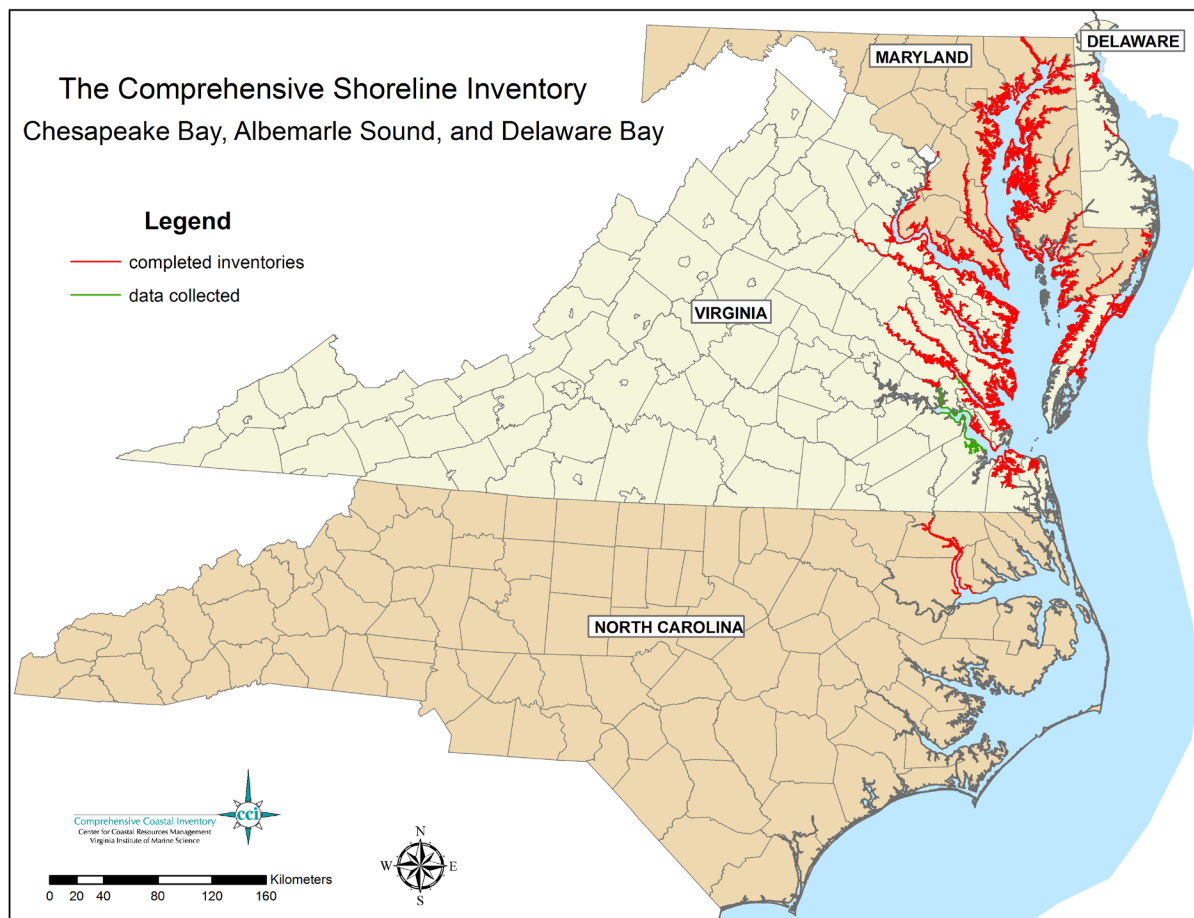 The Comprehensive Shoreline Inventory
Chesapeake Bay, Albemarle Sound, and Delaware Bay
Legend
completed inventories
data collected
MARYLAND
DELAWARE
VIRGINIA
NORTH CAROLINA
cci
Comprehensive Coastal Inventory
Center for Coastal Resources Management
Virginia Institute of Marine Science
N
W E
S
Kilometers
0 20 40 80 120 160